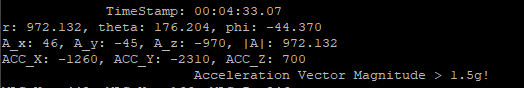 TimeStamp: 00:04:33.07
r: 972.132, theta: 176.204, phi: -44.370
A_x: 46, A_y: -45, A_z: -970, |A|: 972.132
ACC_X: -1260, ACC_Y: -2310, ACC_Z: 700
Acceleration Vector Magnitude > 1.5g!